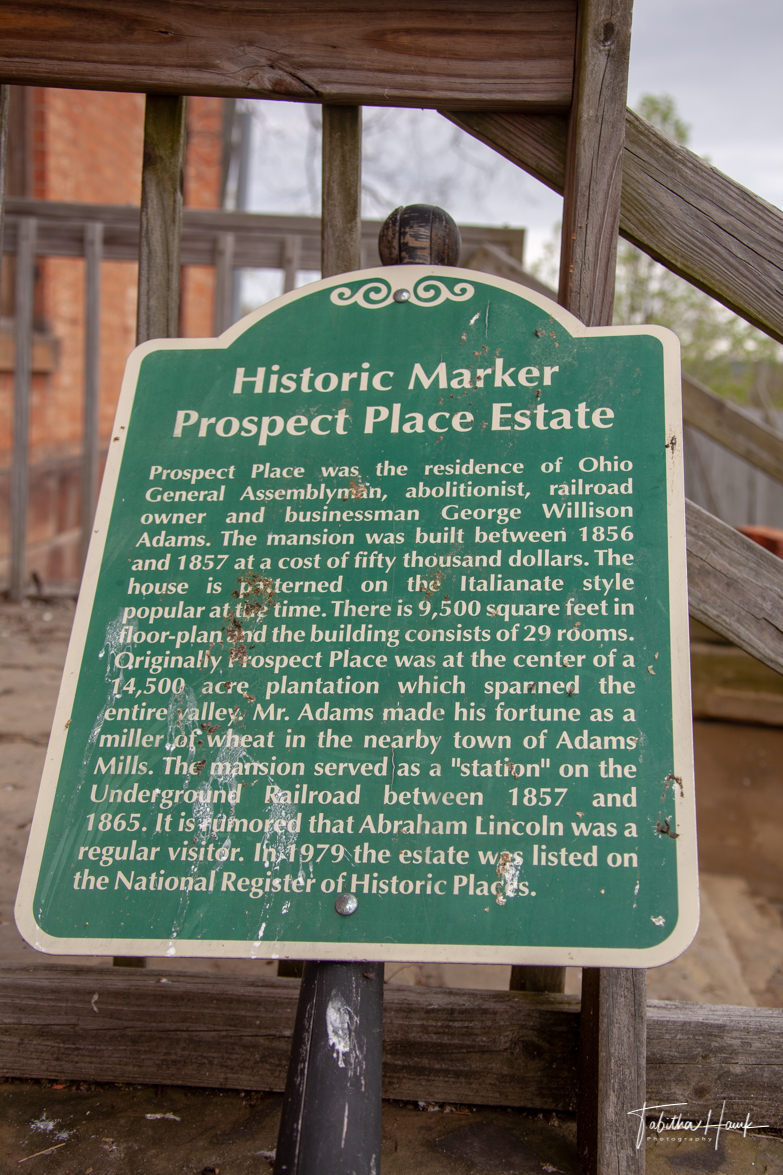 Historic Marker
Prospect Place Estate
Prospect Place was the residence of Ohio
General Assemblyman, abolitionist, railroad
owner and businessman George Willison
Adams. The mansion was built between 1856
and 1857 at a cost of fifty thousand dollars. The
house is patterned on the Italianate style
popular at the time. There is 9,500 square feet in
floor-plan and the building consists of 29 rooms.
Originally Prospect Place was at the center of a
14,500 acre plantation which spanned the
entire valley. Mr. Adams made his fortune as a
miller of wheat in the nearby town of Adams
Mills. The mansion served as a "station" on the
Underground Railroad between 1857 and
1865. It is rumored that Abraham Lincoln was a
regular visitor. In 1979 the estate was listed on
the National Register of Historic Places.
Tabitha Hawk
Photography